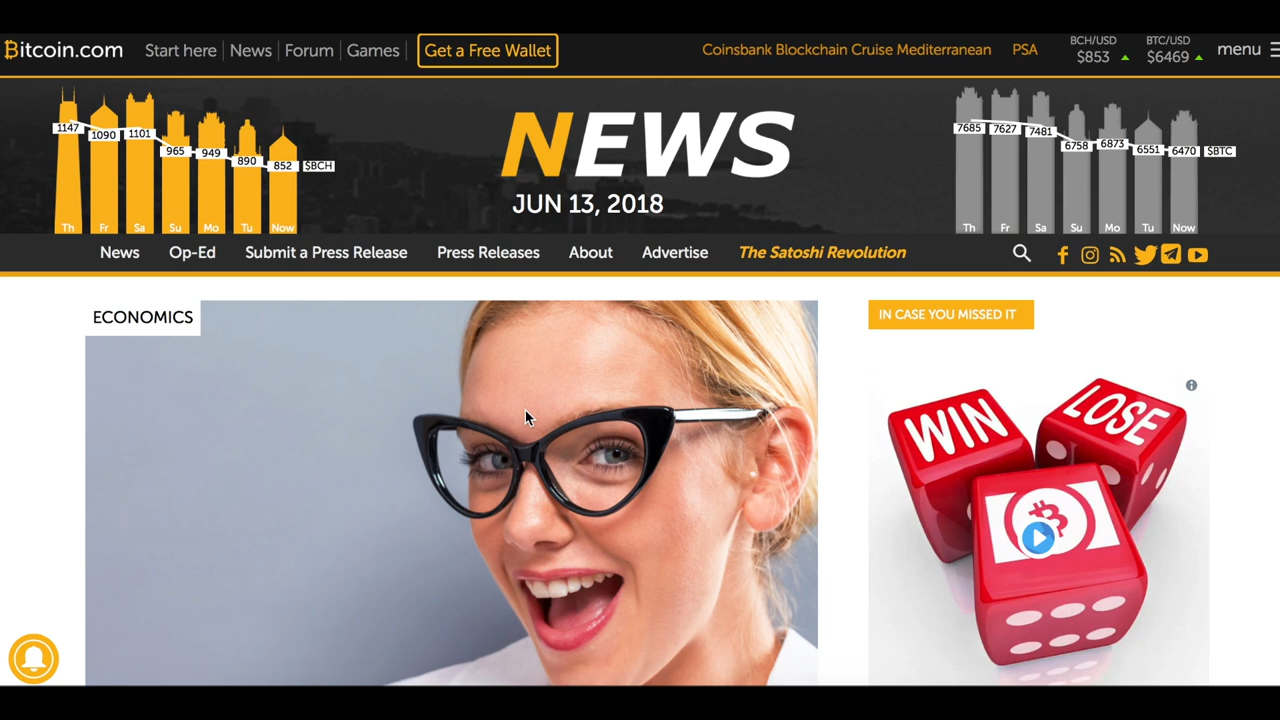 Bitcoin.com Start here News Forum Games Get a Free Wallet Coinsbank Blockchain Cruise Mediterranean PSA BCH/USD $853 BTC/USD $6469 menu
1147 1090 1101 965 949 890 852 $BCH
Th Fr Sa Su Mo Tu Now
NEWS
JUN 13, 2018
7685 7627 7481 6758 6873 6551 6470 $BTC
Th Fr Sa Su Mo Tu Now
News Op-Ed Submit a Press Release Press Releases About Advertise The Satoshi Revolution
ECONOMICS
IN CASE YOU MISSED IT
WIN
LOSE